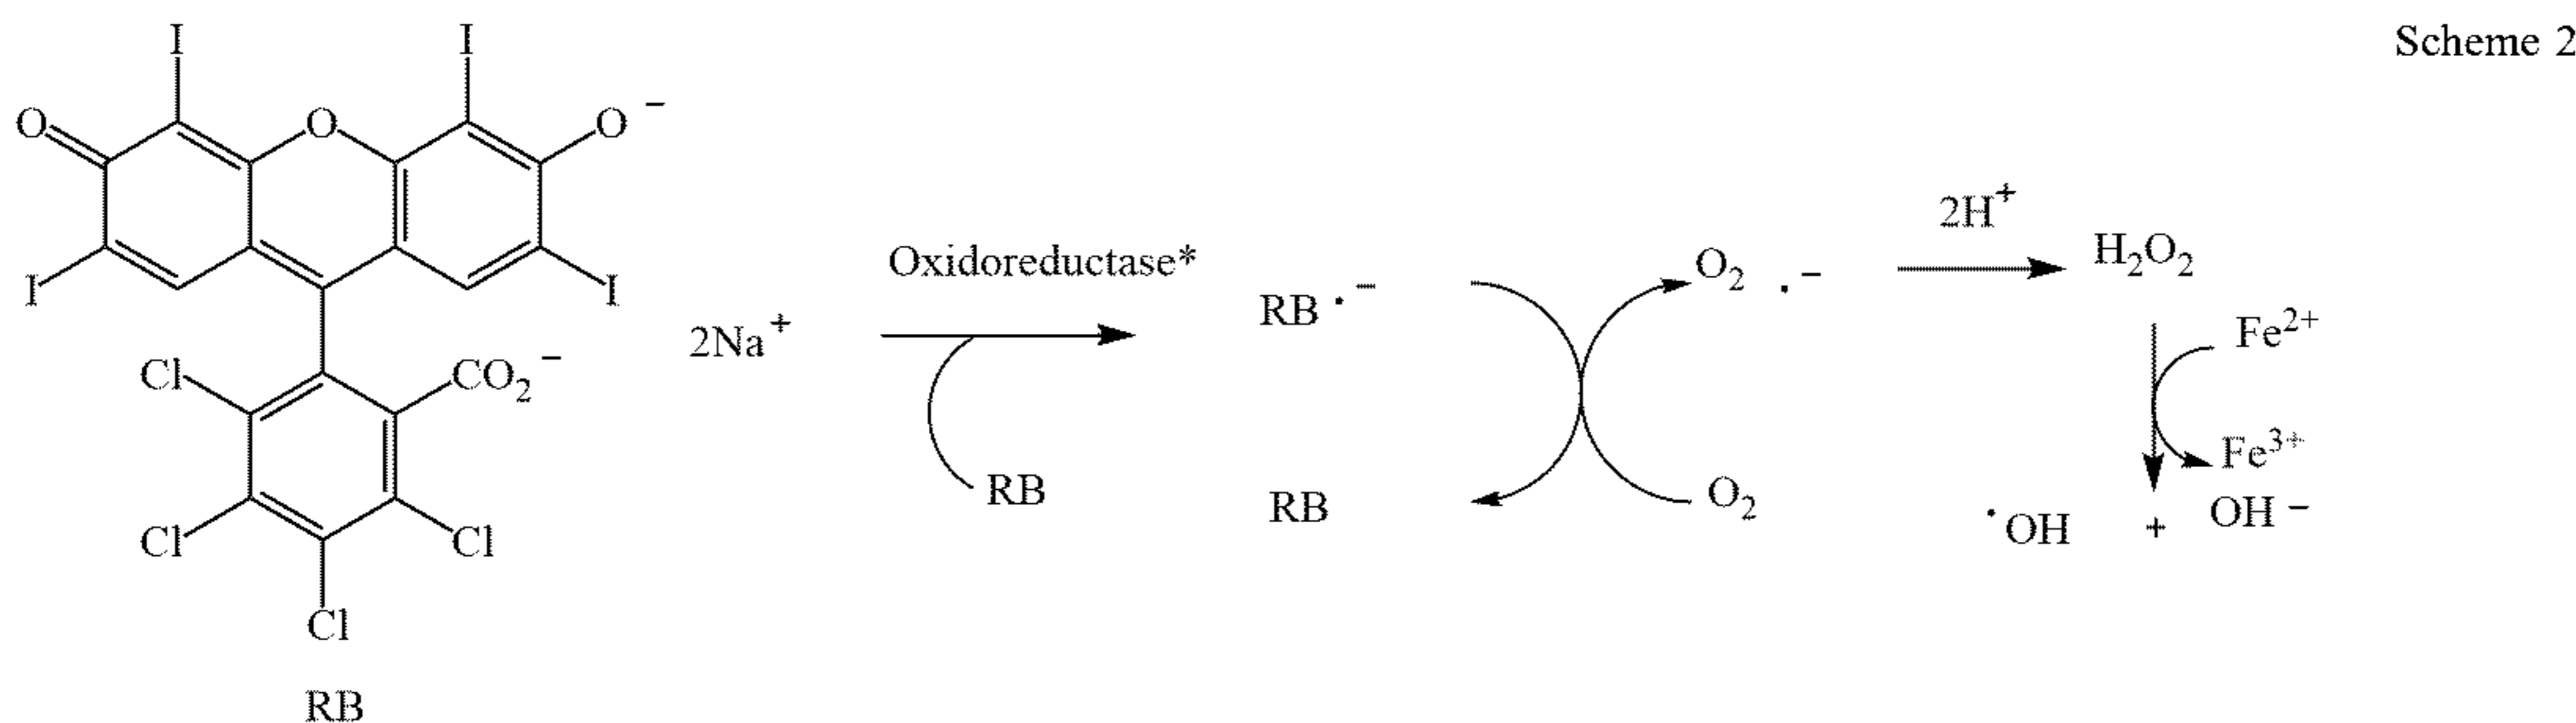 Scheme 2
I I
O O O −
I I
Cl CO₂ −
Cl Cl
Cl
RB
2Na⁺
Oxidoreductase*
RB
RB •−
RB
O₂ •−
O₂
2H⁺
H₂O₂
Fe²⁺
Fe³⁺
•OH + OH −